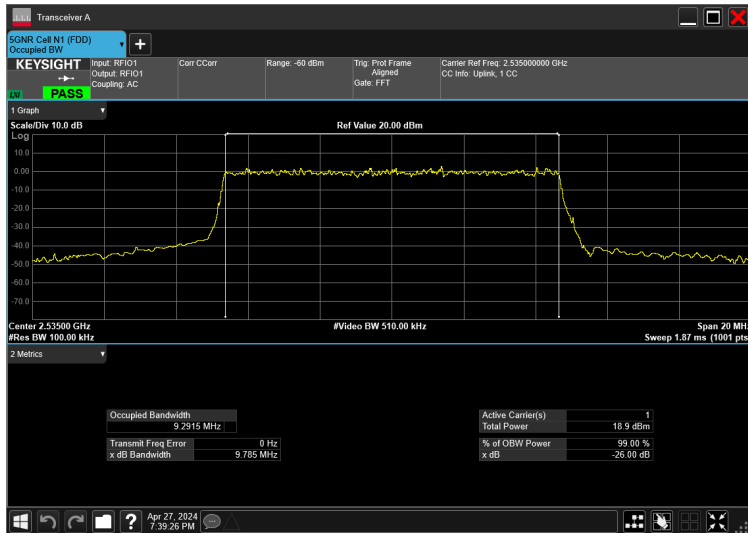 Transceiver A
5GNR Cell N1 (FDD)
Occupied BW
KEYSIGHT
LXI
PASS
Input: RFIO1
Output: RFIO1
Coupling: AC
Corr CCorr
Range: -60 dBm
Trig: Prot Frame
Aligned
Gate: FFT
Carrier Ref Freq: 2.535000000 GHz
CC Info: Uplink, 1 CC
1 Graph
Scale/Div 10.0 dB
Ref Value 20.00 dBm
Log
10.0
0.00
-10.0
-20.0
-30.0
-40.0
-50.0
-60.0
-70.0
Center 2.53500 GHz
#Video BW 510.00 kHz
Span 20 MH
#Res BW 100.00 kHz
Sweep 1.87 ms (1001 pts
2 Metrics
Occupied Bandwidth
9.2915 MHz
Transmit Freq Error 0 Hz
x dB Bandwidth 9.785 MHz
Active Carrier(s) 1
Total Power 18.9 dBm
% of OBW Power 99.00 %
x dB -26.00 dB
?
Apr 27, 2024
7:39:26 PM